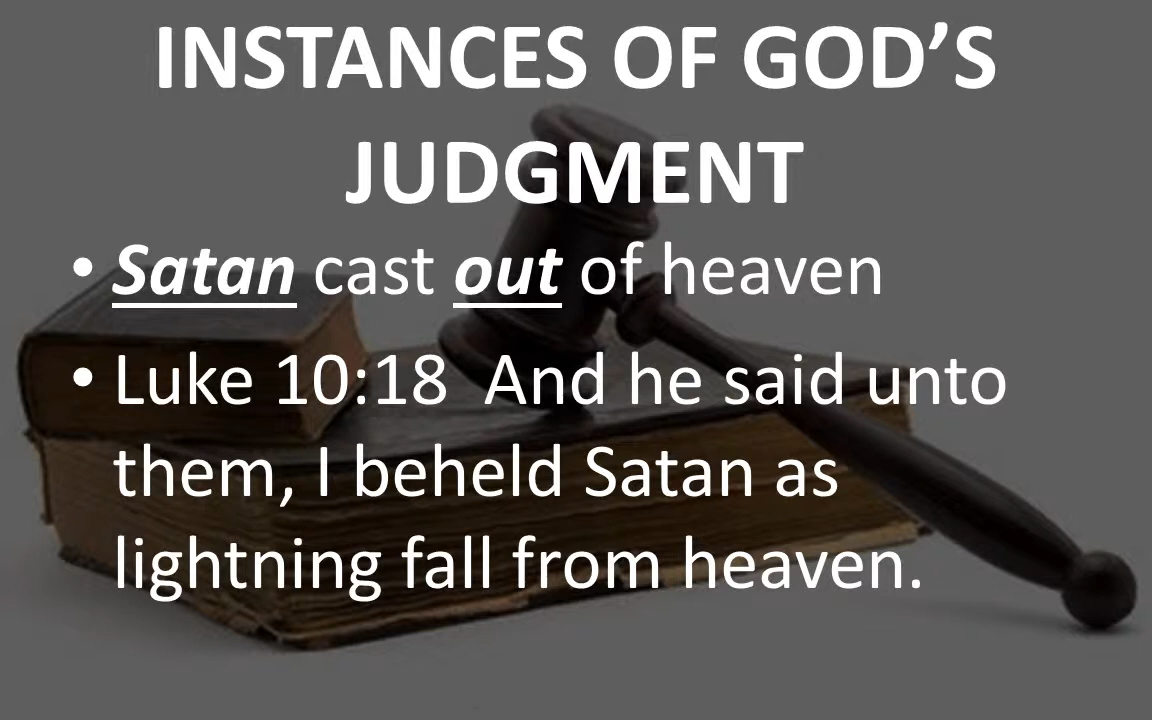 INSTANCES OF GOD’S
JUDGMENT
• Satan cast out of heaven
• Luke 10:18  And he said unto
them, I beheld Satan as
lightning fall from heaven.